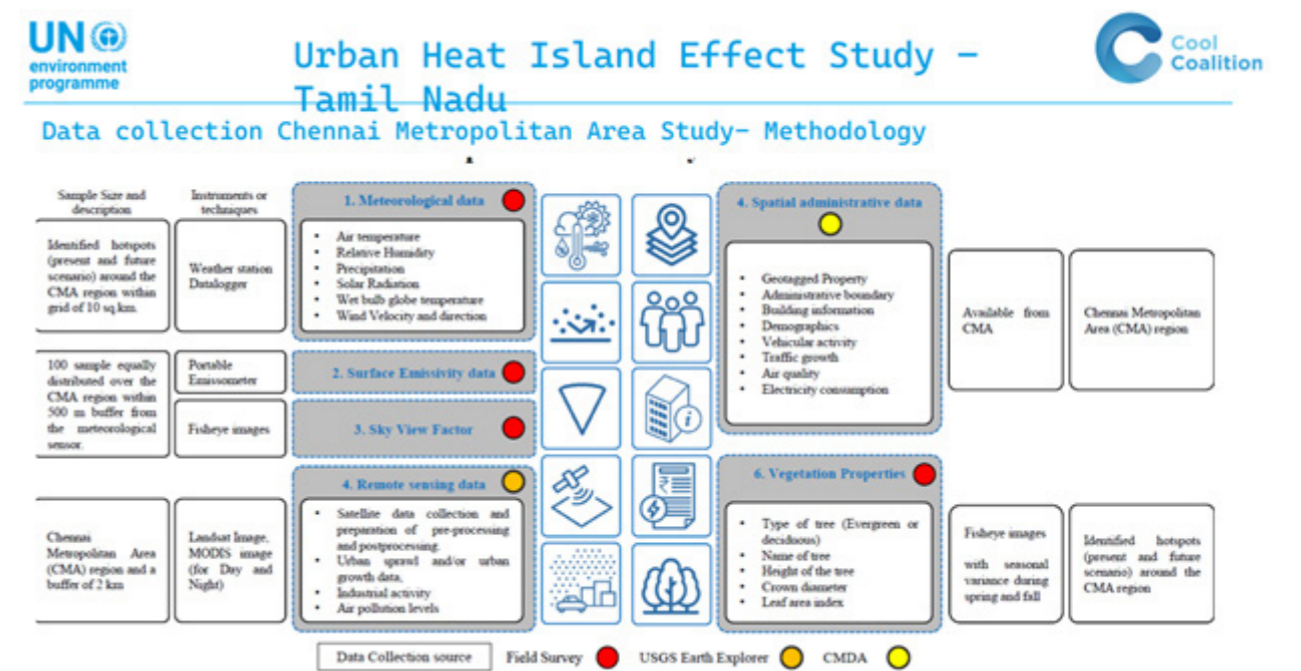 UN
environment
programme
Urban Heat Island Effect Study –
Tamil Nadu
Cool
Coalition
Data collection Chennai Metropolitan Area Study- Methodology
Sample Size and
description
Instruments or
techniques
Identified hotspots
(present and future
scenario) around the
CMA region within
grid of 10 sq.km.
Weather station
Datalogger
1. Meteorological data
• Air temperature
• Relative Humidity
• Precipitation
• Solar Radiation
• Wet bulb globe temperature
• Wind Velocity and direction
100 sample equally
distributed over the
CMA region within
500 m buffer from
the meteorological
sensor.
Portable
Emissometer
2. Surface Emissivity data
Fisheye images
3. Sky View Factor
Chennai
Metropolitan Area
(CMA) region and a
buffer of 2 km
Landsat Image,
MODIS image
(for Day and
Night)
4. Remote sensing data
• Satellite data collection and
preparation of pre-processing
and postprocessing.
• Urban sprawl and/or urban
growth data,
• Industrial activity
• Air pollution levels
4. Spatial administrative data
• Geotagged Property
• Administrative boundary
• Building information
• Demographics
• Vehicular activity
• Traffic growth
• Air quality
• Electricity consumption
Available from
CMA
Chennai Metropolitan
Area (CMA) region
6. Vegetation Properties
• Type of tree (Evergreen or
deciduous)
• Name of tree
• Height of the tree
• Crown diameter
• Leaf area index
Fisheye images
with seasonal
variance during
spring and fall
Identified hotspots
(present and future
scenario) around the
CMA region
Data Collection source
Field Survey
USGS Earth Explorer
CMDA